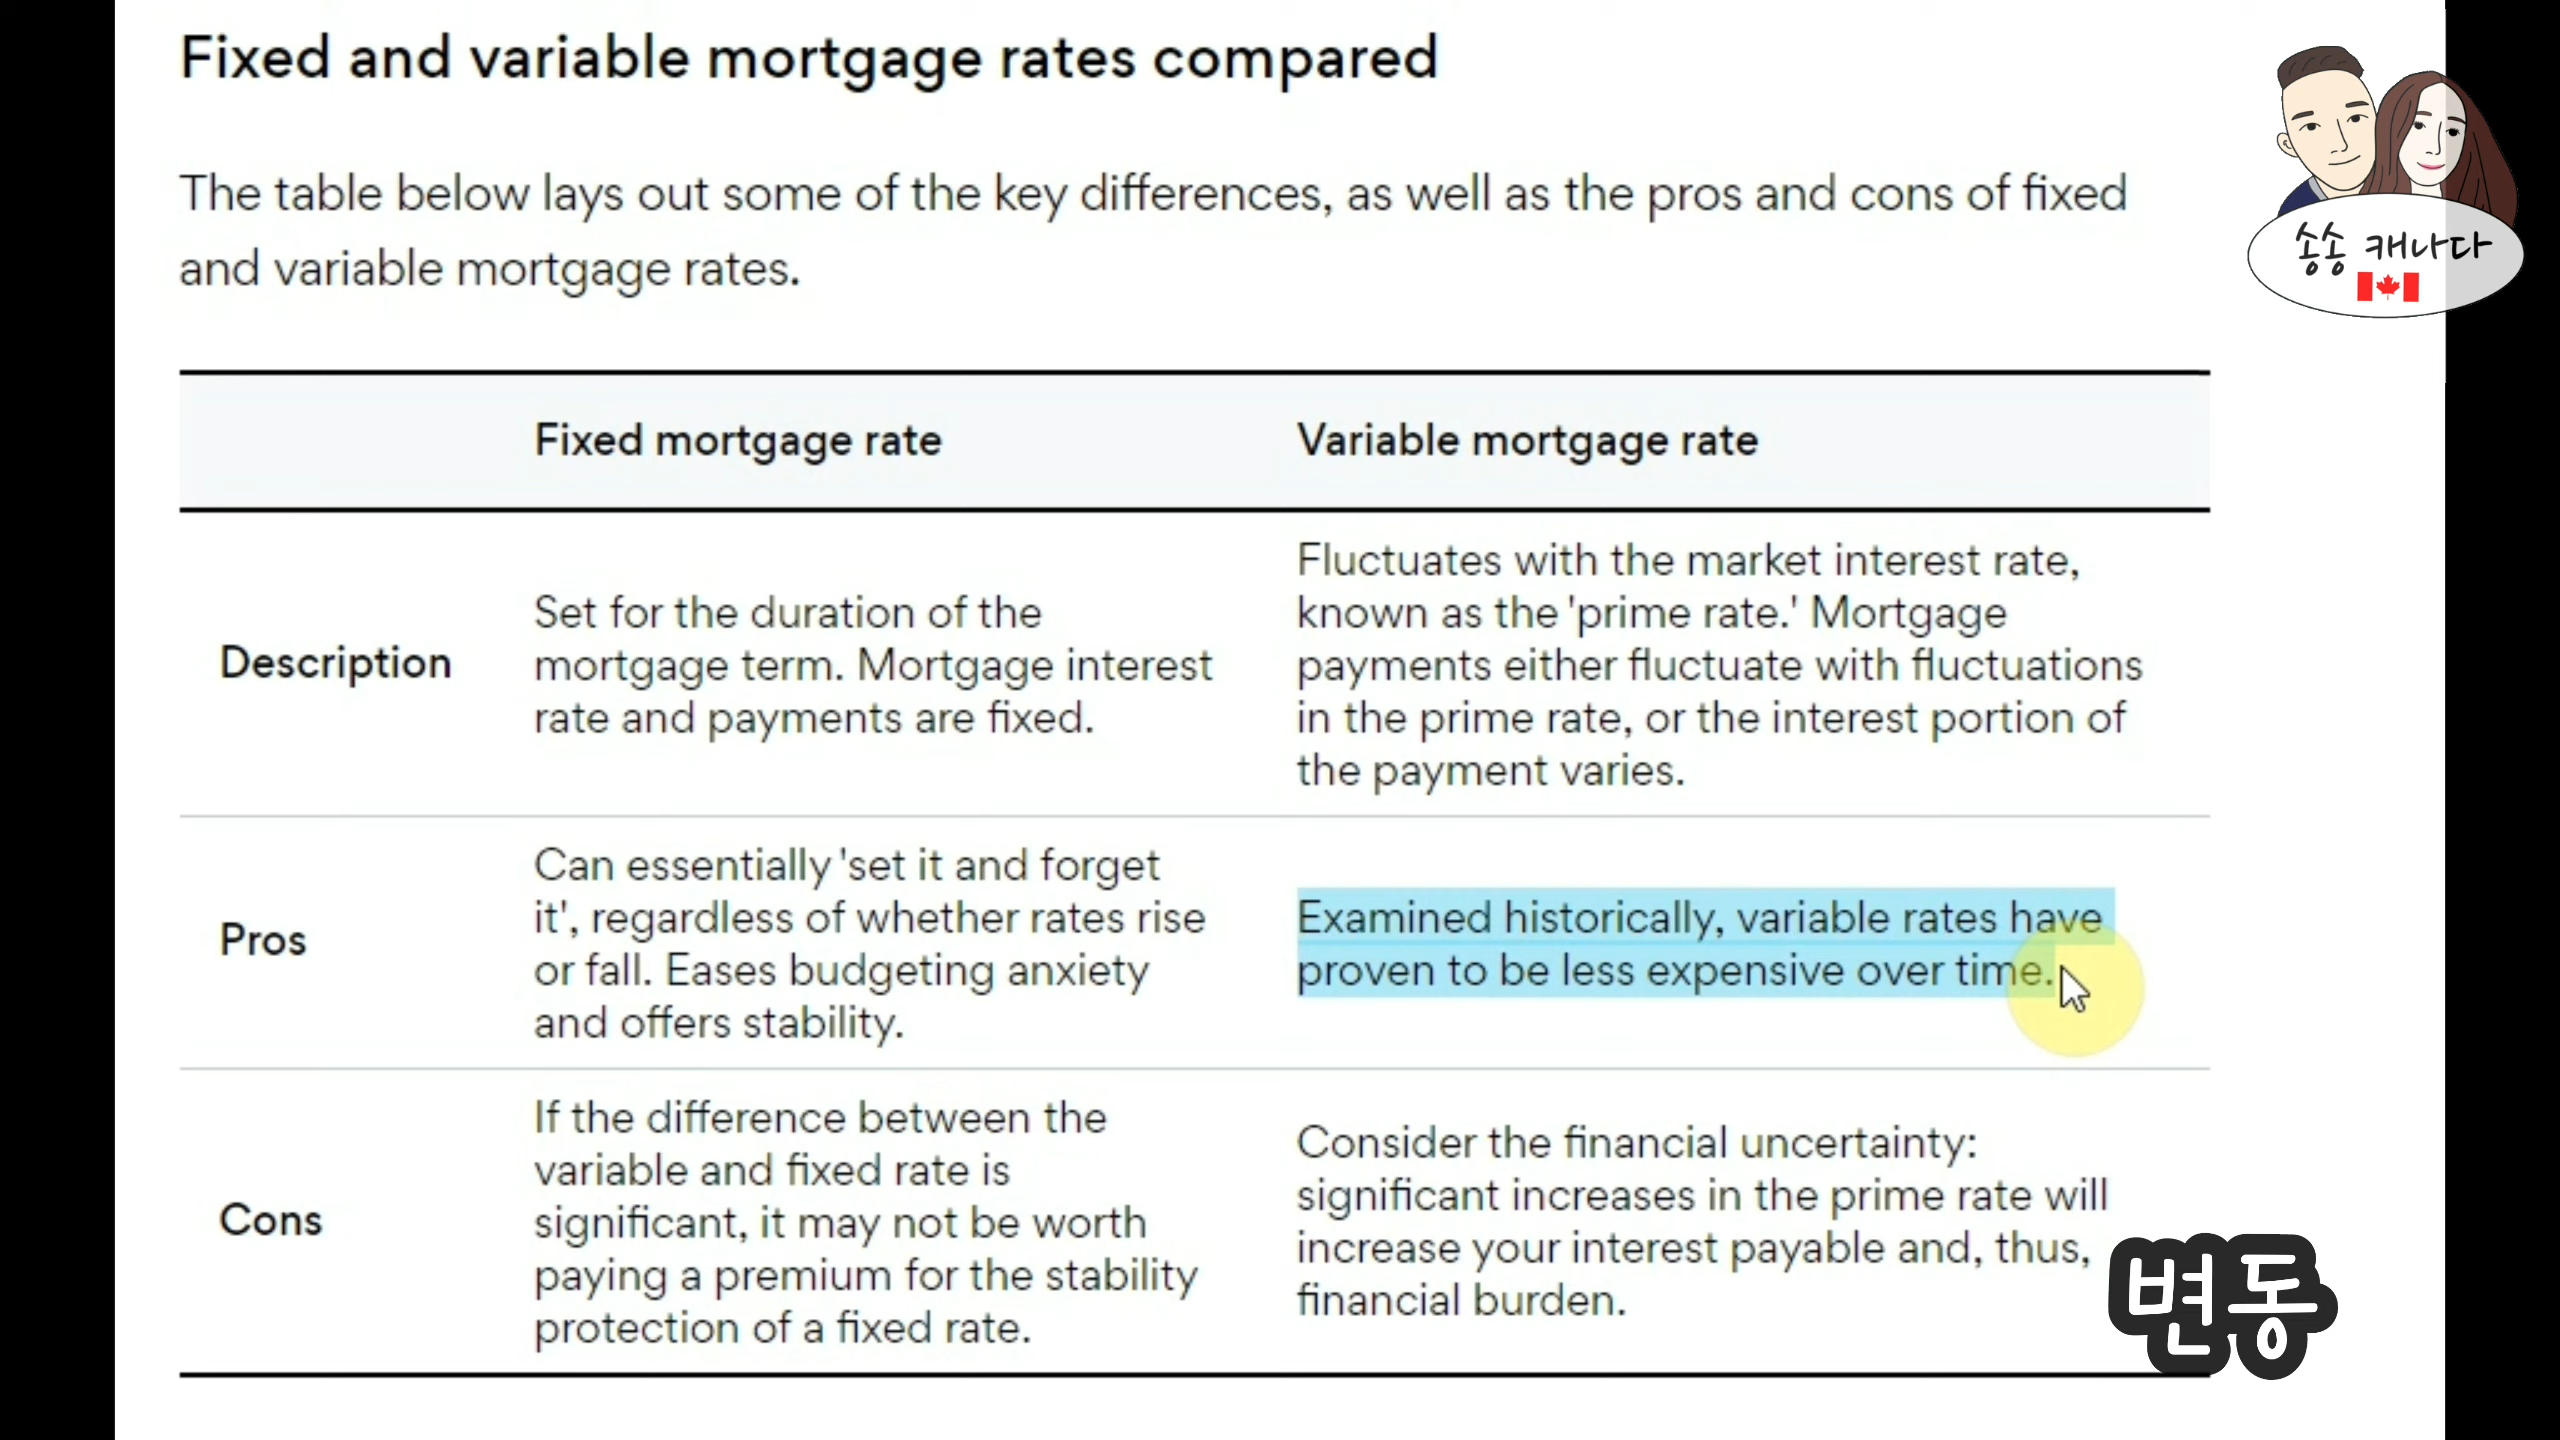 Fixed and variable mortgage rates compared
The table below lays out some of the key differences, as well as the pros and cons of fixed
and variable mortgage rates.
송송 캐나다
Fixed mortgage rate
Variable mortgage rate
Description
Set for the duration of the
mortgage term. Mortgage interest
rate and payments are fixed.
Fluctuates with the market interest rate,
known as the 'prime rate.' Mortgage
payments either fluctuate with fluctuations
in the prime rate, or the interest portion of
the payment varies.
Pros
Can essentially 'set it and forget
it', regardless of whether rates rise
or fall. Eases budgeting anxiety
and offers stability.
Examined historically, variable rates have
proven to be less expensive over time.
Cons
If the difference between the
variable and fixed rate is
significant, it may not be worth
paying a premium for the stability
protection of a fixed rate.
Consider the financial uncertainty:
significant increases in the prime rate will
increase your interest payable and, thus,
financial burden.
변동